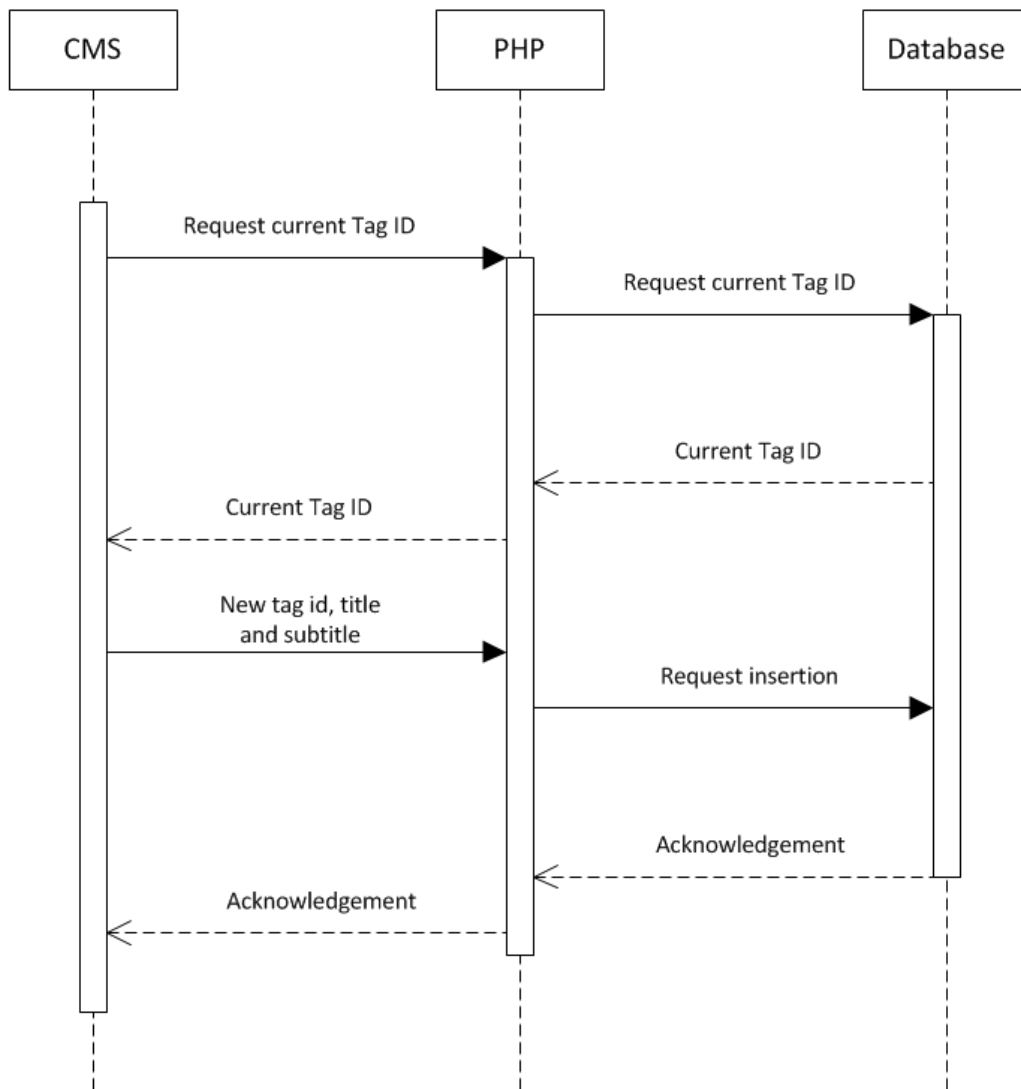 CMS
PHP
Database
Request current Tag ID
Request current Tag ID
Current Tag ID
Current Tag ID
New tag id, title
and subtitle
Request insertion
Acknowledgement
Acknowledgement